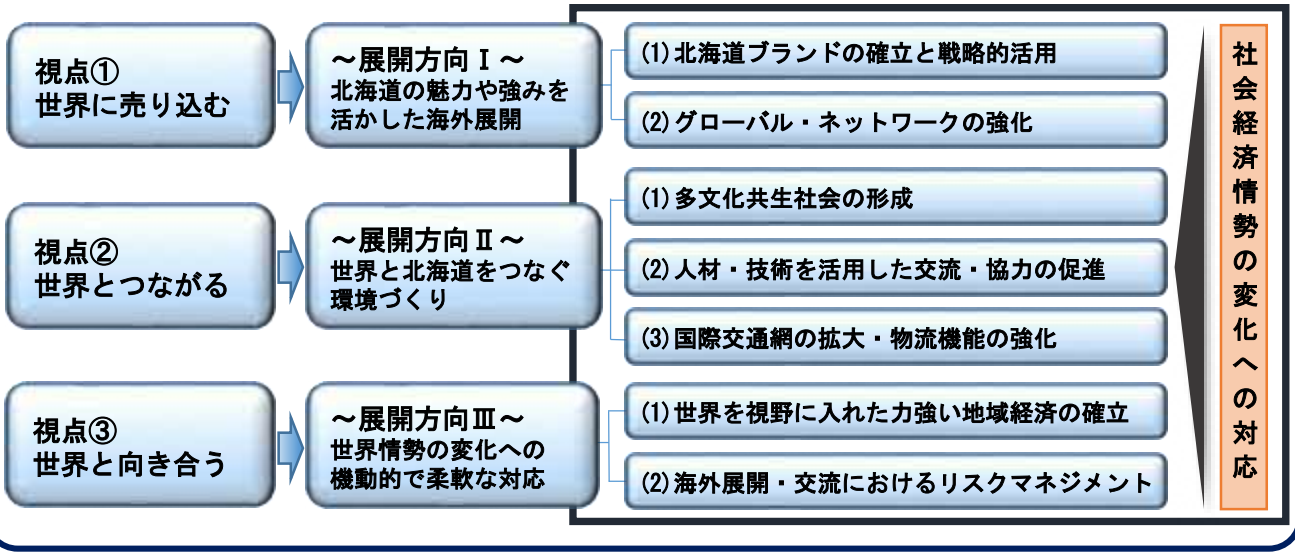 視点①
世界に売り込む
～展開方向Ⅰ～
北海道の魅力や強みを
活かした海外展開
(1)北海道ブランドの確立と戦略的活用
(2)グローバル・ネットワークの強化
視点②
世界とつながる
～展開方向Ⅱ～
世界と北海道をつなぐ
環境づくり
(1)多文化共生社会の形成
(2)人材・技術を活用した交流・協力の促進
(3)国際交通網の拡大・物流機能の強化
視点③
世界と向き合う
～展開方向Ⅲ～
世界情勢の変化への
機動的で柔軟な対応
(1)世界を視野に入れた力強い地域経済の確立
(2)海外展開・交流におけるリスクマネジメント
社会経済情勢の変化への対応